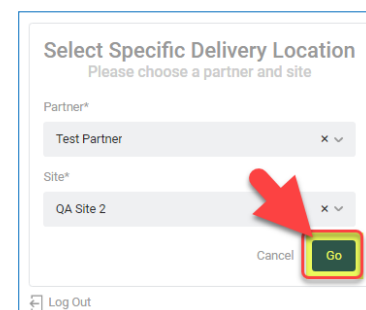 Select Specific Delivery Location
Please choose a partner and site
Partner*
Test Partner
Site*
QA Site 2
Cancel Go
Log Out